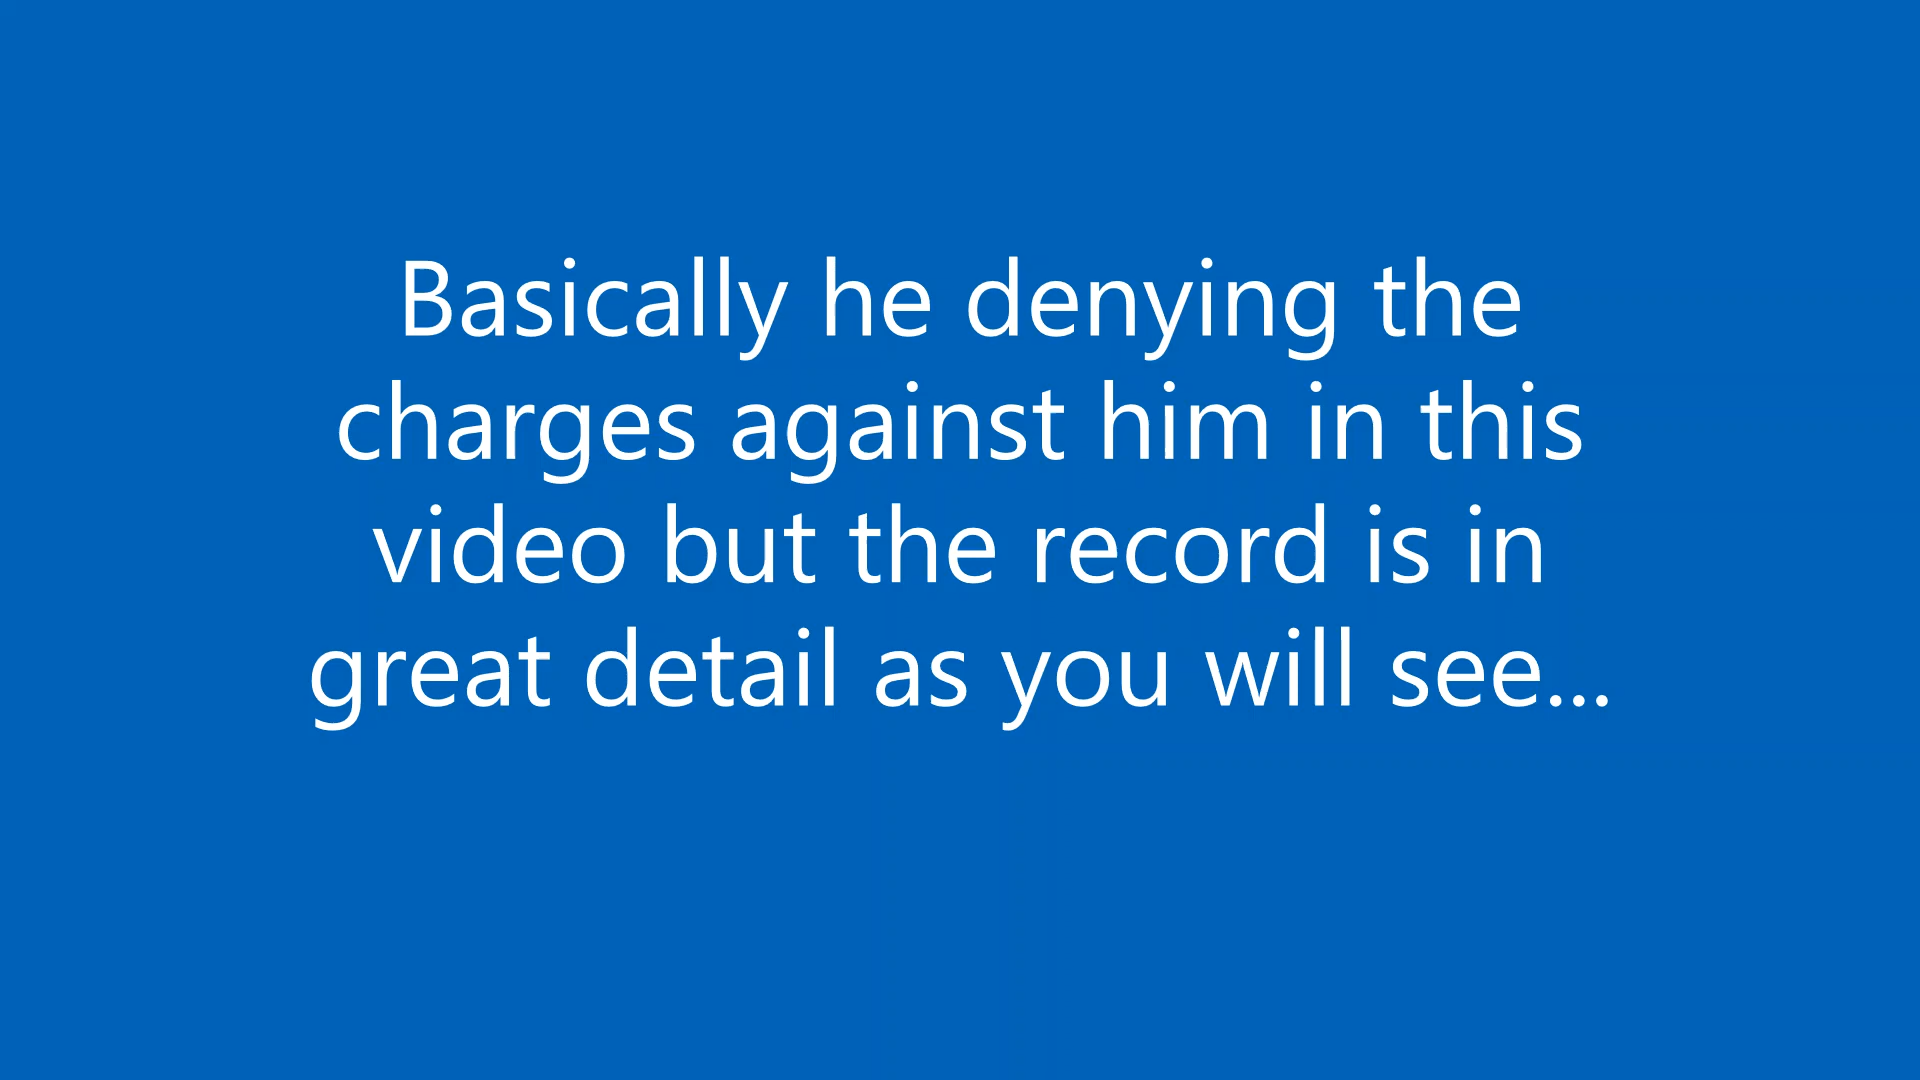 Basically he denying the
charges against him in this
video but the record is in
great detail as you will see...